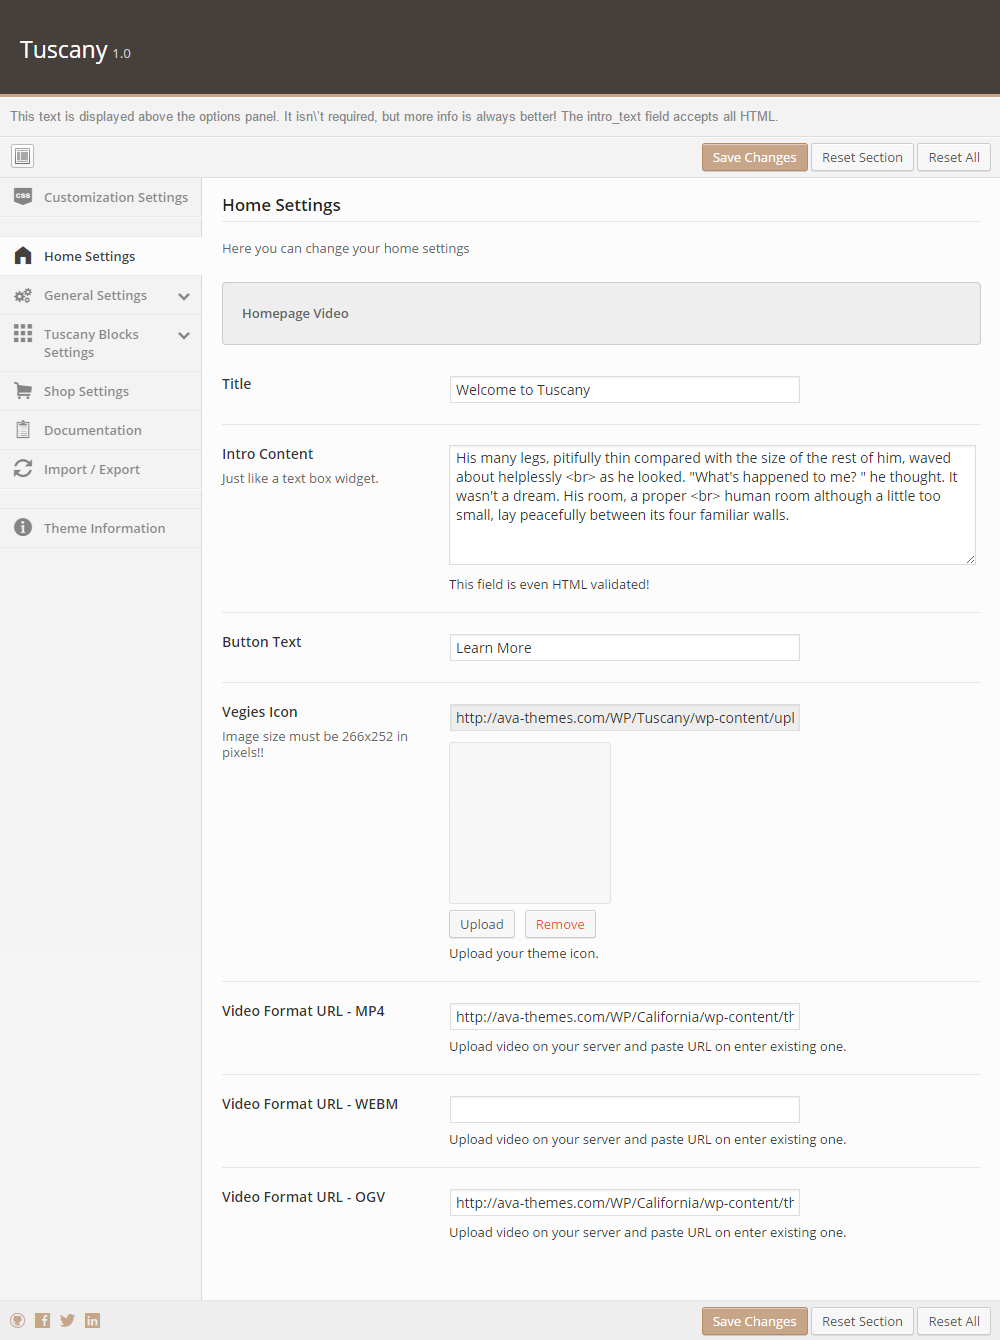 Tuscany 1.0
This text is displayed above the options panel. It isn\'t required, but more info is always better! The intro_text field accepts all HTML.
Save Changes
Reset Section
Reset All
CSS
Customization Settings
Home Settings
General Settings
Tuscany Blocks
Settings
Shop Settings
Documentation
Import / Export
Theme Information
Home Settings
Here you can change your home settings
Homepage Video
Title
Welcome to Tuscany
Intro Content
Just like a text box widget.
His many legs, pitifully thin compared with the size of the rest of him, waved
about helplessly <br> as he looked. "What's happened to me? " he thought. It
wasn't a dream. His room, a proper <br> human room although a little too
small, lay peacefully between its four familiar walls.
This field is even HTML validated!
Button Text
Learn More
Vegies Icon
Image size must be 266x252 in
pixels!!
http://ava-themes.com/WP/Tuscany/wp-content/upl
Upload
Remove
Upload your theme icon.
Video Format URL - MP4
http://ava-themes.com/WP/California/wp-content/th
Upload video on your server and paste URL on enter existing one.
Video Format URL - WEBM
Upload video on your server and paste URL on enter existing one.
Video Format URL - OGV
http://ava-themes.com/WP/California/wp-content/th
Upload video on your server and paste URL on enter existing one.
Save Changes
Reset Section
Reset All